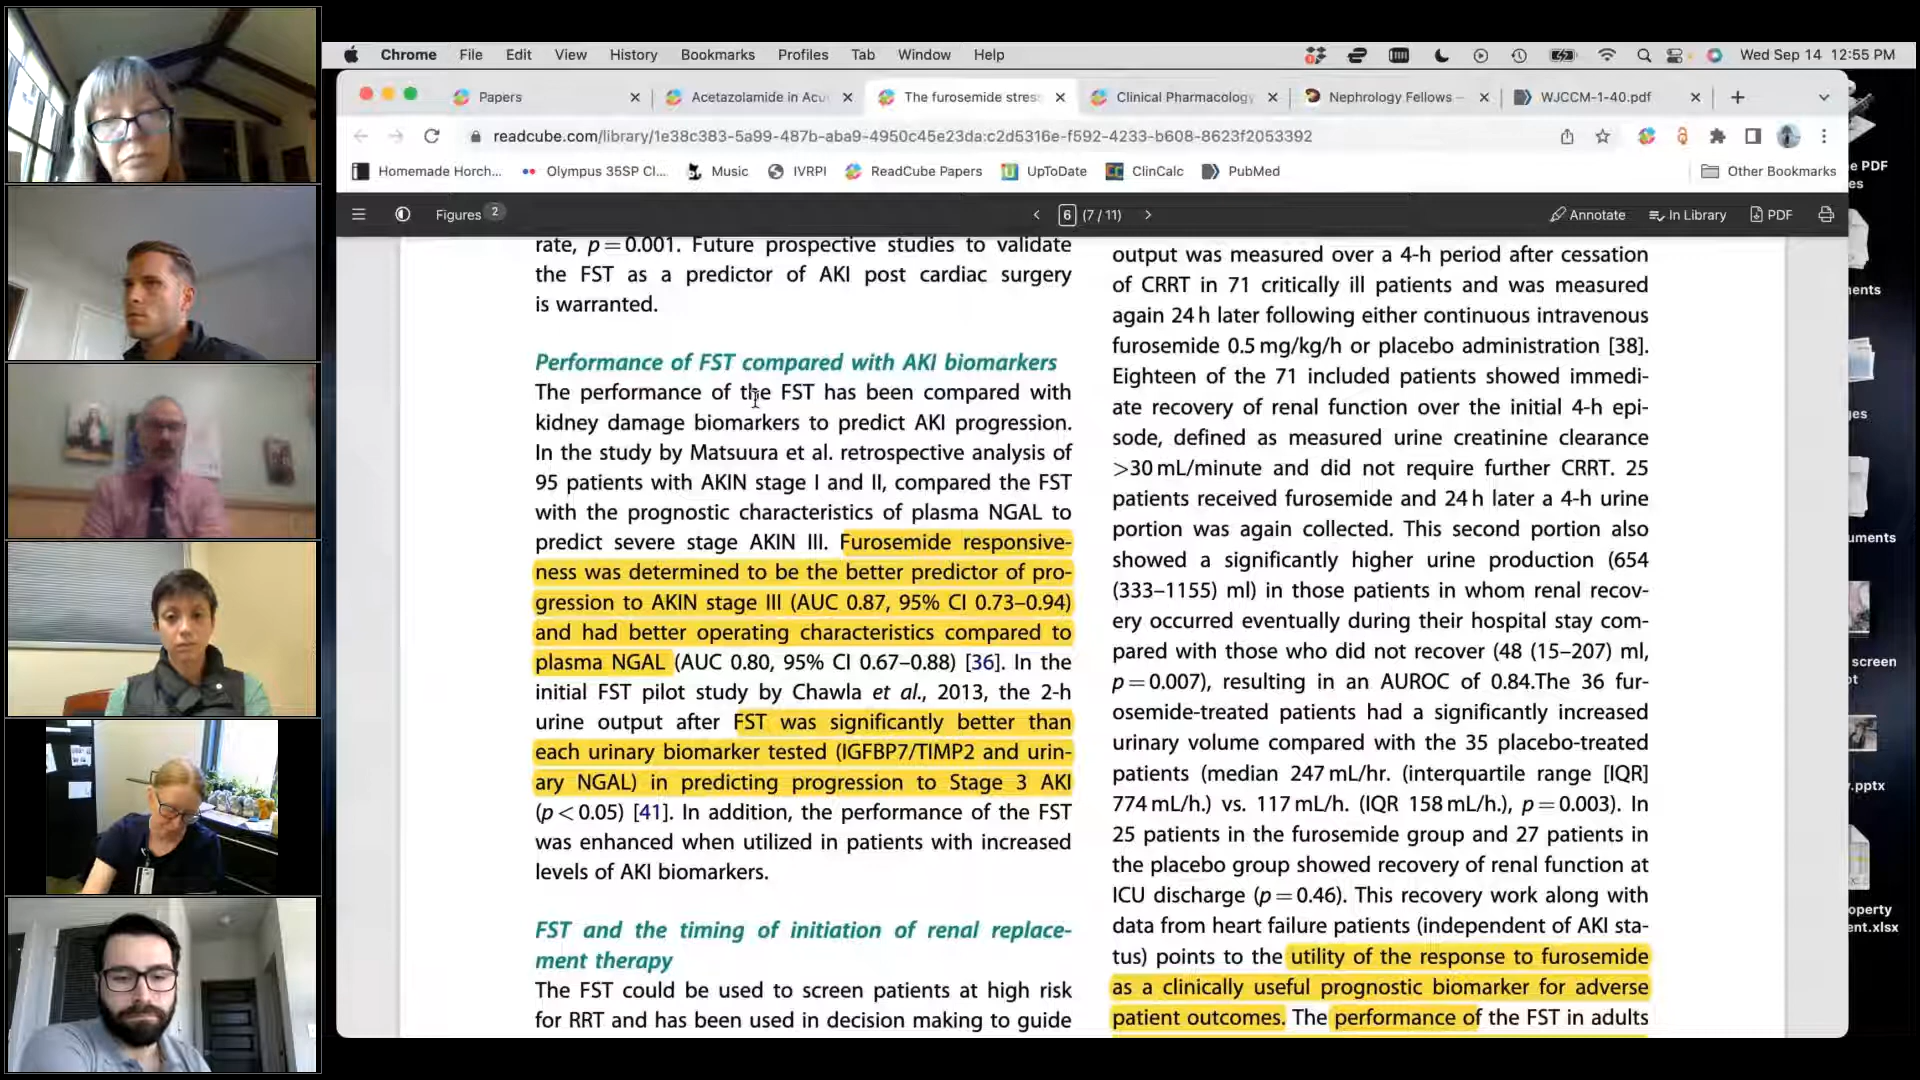 Chrome File Edit View History Bookmarks Profiles Tab Window Help Wed Sep 14 12:55 PM
Papers Acetazolamide in Acu The furosemide stres Clinical Pharmacology Nephrology Fellows – WJCCM-1-40.pdf
readcube.com/library/1e38c383-5a99-487b-aba9-4950c45e23da:c2d5316e-f592-4233-b608-8623f2053392
Homemade Horch... Olympus 35SP Cl... Music IVRPI ReadCube Papers UpToDate ClinCalc PubMed Other Bookmarks
Figures 2 6 (7 / 11) Annotate In Library PDF
rate, p = 0.001. Future prospective studies to validate
the FST as a predictor of AKI post cardiac surgery
is warranted.
Performance of FST compared with AKI biomarkers
The performance of the FST has been compared with
kidney damage biomarkers to predict AKI progression.
In the study by Matsuura et al. retrospective analysis of
95 patients with AKIN stage I and II, compared the FST
with the prognostic characteristics of plasma NGAL to
predict severe stage AKIN III. Furosemide responsive-
ness was determined to be the better predictor of pro-
gression to AKIN stage III (AUC 0.87, 95% CI 0.73–0.94)
and had better operating characteristics compared to
plasma NGAL (AUC 0.80, 95% CI 0.67–0.88) [36]. In the
initial FST pilot study by Chawla et al., 2013, the 2-h
urine output after FST was significantly better than
each urinary biomarker tested (IGFBP7/TIMP2 and urin-
ary NGAL) in predicting progression to Stage 3 AKI
(p < 0.05) [41]. In addition, the performance of the FST
was enhanced when utilized in patients with increased
levels of AKI biomarkers.
FST and the timing of initiation of renal replace-
ment therapy
The FST could be used to screen patients at high risk
for RRT and has been used in decision making to guide
output was measured over a 4-h period after cessation
of CRRT in 71 critically ill patients and was measured
again 24 h later following either continuous intravenous
furosemide 0.5 mg/kg/h or placebo administration [38].
Eighteen of the 71 included patients showed immedi-
ate recovery of renal function over the initial 4-h epi-
sode, defined as measured urine creatinine clearance
>30 mL/minute and did not require further CRRT. 25
patients received furosemide and 24 h later a 4-h urine
portion was again collected. This second portion also
showed a significantly higher urine production (654
(333–1155) ml) in those patients in whom renal recov-
ery occurred eventually during their hospital stay com-
pared with those who did not recover (48 (15–207) ml,
p = 0.007), resulting in an AUROC of 0.84.The 36 fur-
osemide-treated patients had a significantly increased
urinary volume compared with the 35 placebo-treated
patients (median 247 mL/hr. (interquartile range [IQR]
774 mL/h.) vs. 117 mL/h. (IQR 158 mL/h.), p = 0.003). In
25 patients in the furosemide group and 27 patients in
the placebo group showed recovery of renal function at
ICU discharge (p = 0.46). This recovery work along with
data from heart failure patients (independent of AKI sta-
tus) points to the utility of the response to furosemide
as a clinically useful prognostic biomarker for adverse
patient outcomes. The performance of the FST in adults
e PDF
es
ments
ges
uments
screen
ot
.pptx
operty
ent.xlsx